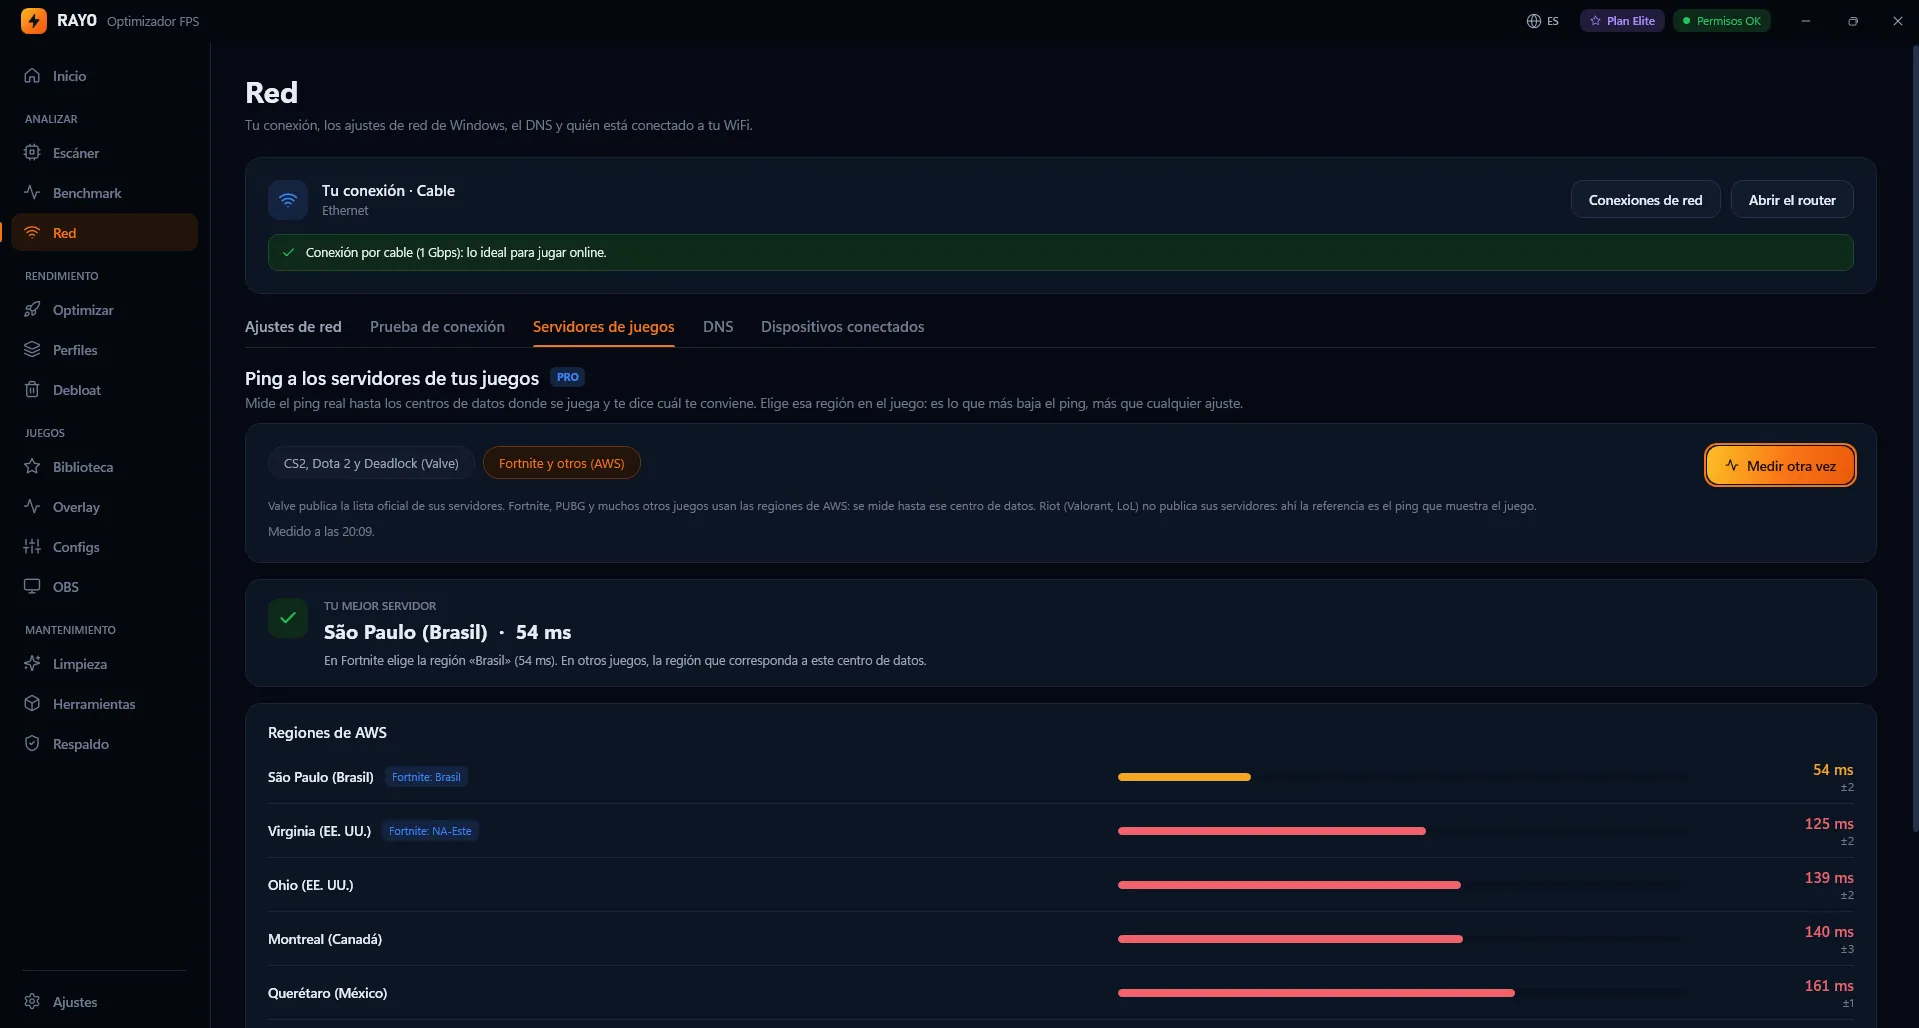 RAYO Optimizador FPS
ES
Plan Elite
Permisos OK
Inicio
ANALIZAR
Escáner
Benchmark
Red
RENDIMIENTO
Optimizar
Perfiles
Debloat
JUEGOS
Biblioteca
Overlay
Configs
OBS
MANTENIMIENTO
Limpieza
Herramientas
Respaldo
Ajustes
Red
Tu conexión, los ajustes de red de Windows, el DNS y quién está conectado a tu WiFi.
Tu conexión · Cable
Ethernet
Conexiones de red
Abrir el router
Conexión por cable (1 Gbps): lo ideal para jugar online.
Ajustes de red
Prueba de conexión
Servidores de juegos
DNS
Dispositivos conectados
Ping a los servidores de tus juegos PRO
Mide el ping real hasta los centros de datos donde se juega y te dice cuál te conviene. Elige esa región en el juego: es lo que más baja el ping, más que cualquier ajuste.
CS2, Dota 2 y Deadlock (Valve)
Fortnite y otros (AWS)
Medir otra vez
Valve publica la lista oficial de sus servidores. Fortnite, PUBG y muchos otros juegos usan las regiones de AWS: se mide hasta ese centro de datos. Riot (Valorant, LoL) no publica sus servidores: ahí la referencia es el ping que muestra el juego.
Medido a las 20:09.
TU MEJOR SERVIDOR
São Paulo (Brasil) · 54 ms
En Fortnite elige la región «Brasil» (54 ms). En otros juegos, la región que corresponda a este centro de datos.
Regiones de AWS
São Paulo (Brasil) Fortnite: Brasil 54 ms
±2
Virginia (EE. UU.) Fortnite: NA-Este 125 ms
±2
Ohio (EE. UU.) 139 ms
±2
Montreal (Canadá) 140 ms
±3
Querétaro (México) 161 ms
±1